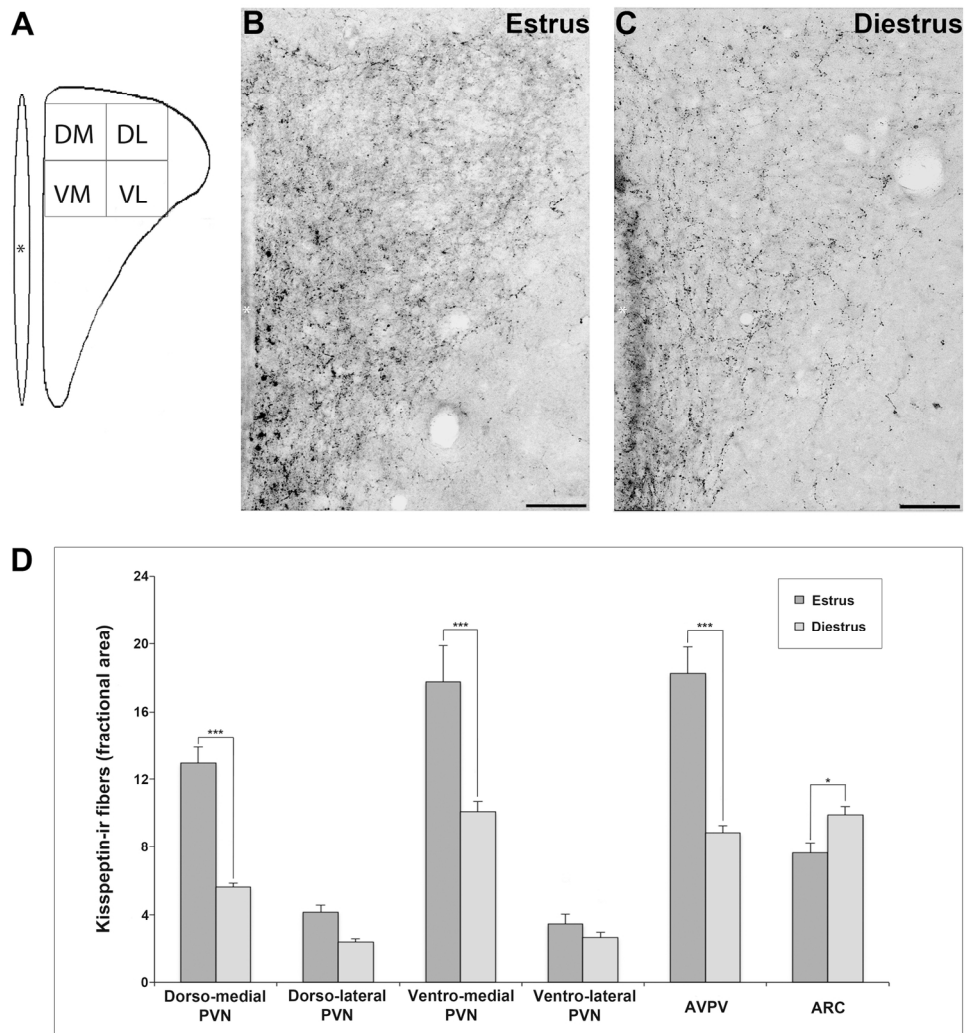 A
B
Estrus
C
Diestrus
DM DL
VM VL
*
*
*
D
Kisspeptin-ir fibers (fractional area)
24
20
16
12
8
4
0
***
***
***
*
Estrus
Diestrus
Dorso-medial PVN
Dorso-lateral PVN
Ventro-medial PVN
Ventro-lateral PVN
AVPV
ARC